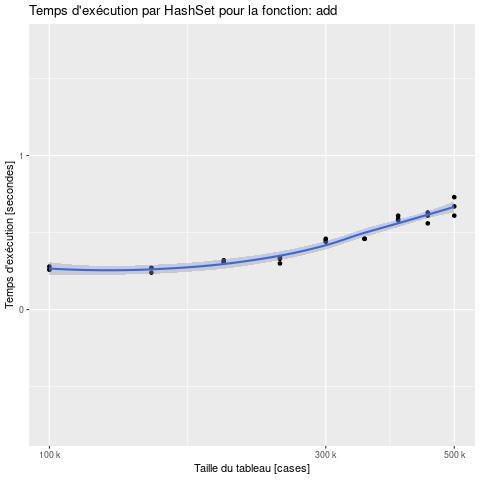 Temps d'exécution par HashSet pour la fonction: add
Temps d'exécution [secondes]
1
0
100 k
300 k
500 k
Taille du tableau [cases]